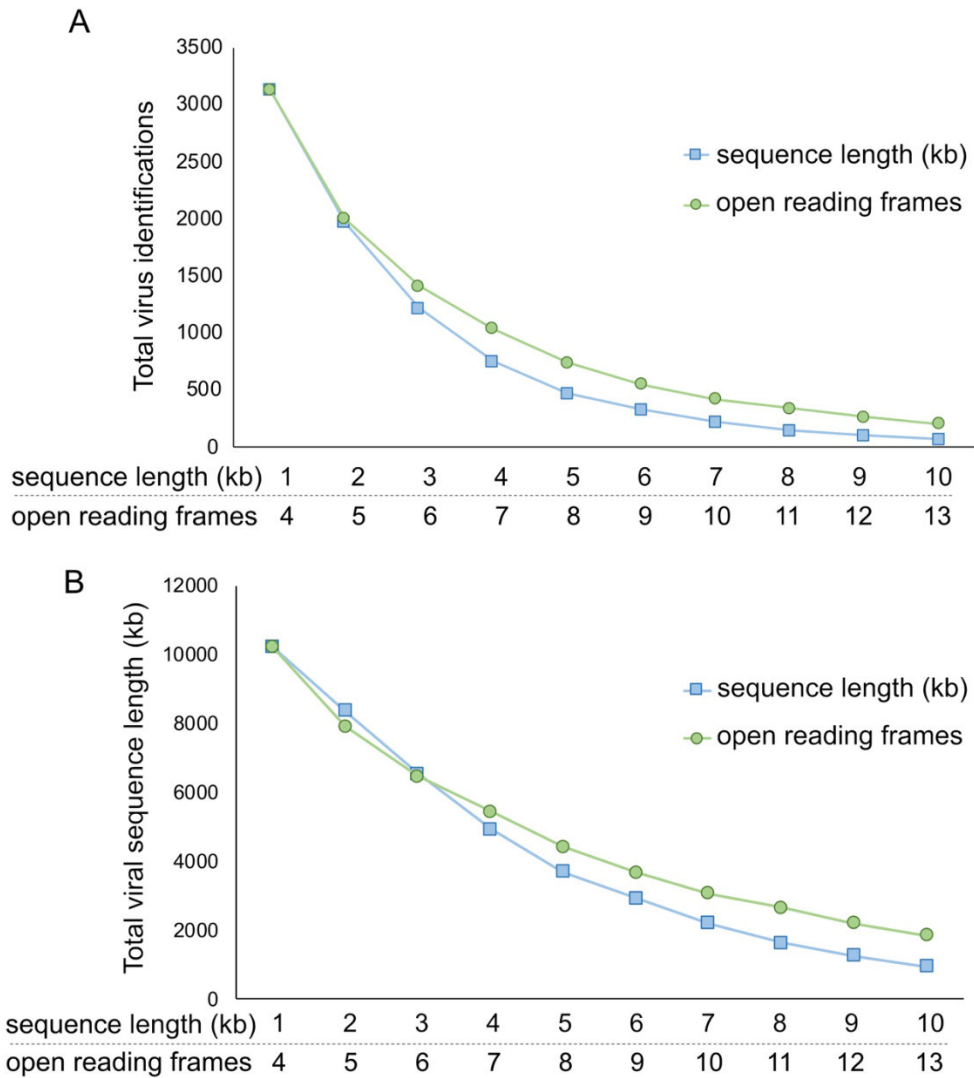 A
3500
3000
2500
2000
1500
1000
500
0
Total virus identifications
sequence length (kb)
open reading frames
sequence length (kb) 1 2 3 4 5 6 7 8 9 10
open reading frames 4 5 6 7 8 9 10 11 12 13
B
12000
10000
8000
6000
4000
2000
0
Total viral sequence length (kb)
sequence length (kb)
open reading frames
sequence length (kb) 1 2 3 4 5 6 7 8 9 10
open reading frames 4 5 6 7 8 9 10 11 12 13